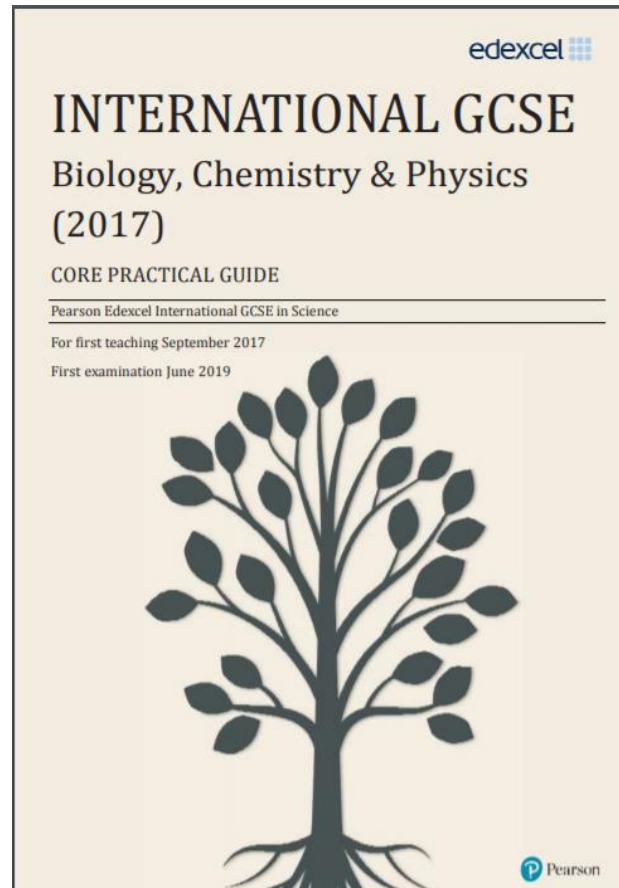 edexcel
INTERNATIONAL GCSE
Biology, Chemistry & Physics
(2017)
CORE PRACTICAL GUIDE
Pearson Edexcel International GCSE in Science
For first teaching September 2017
First examination June 2019
Pearson